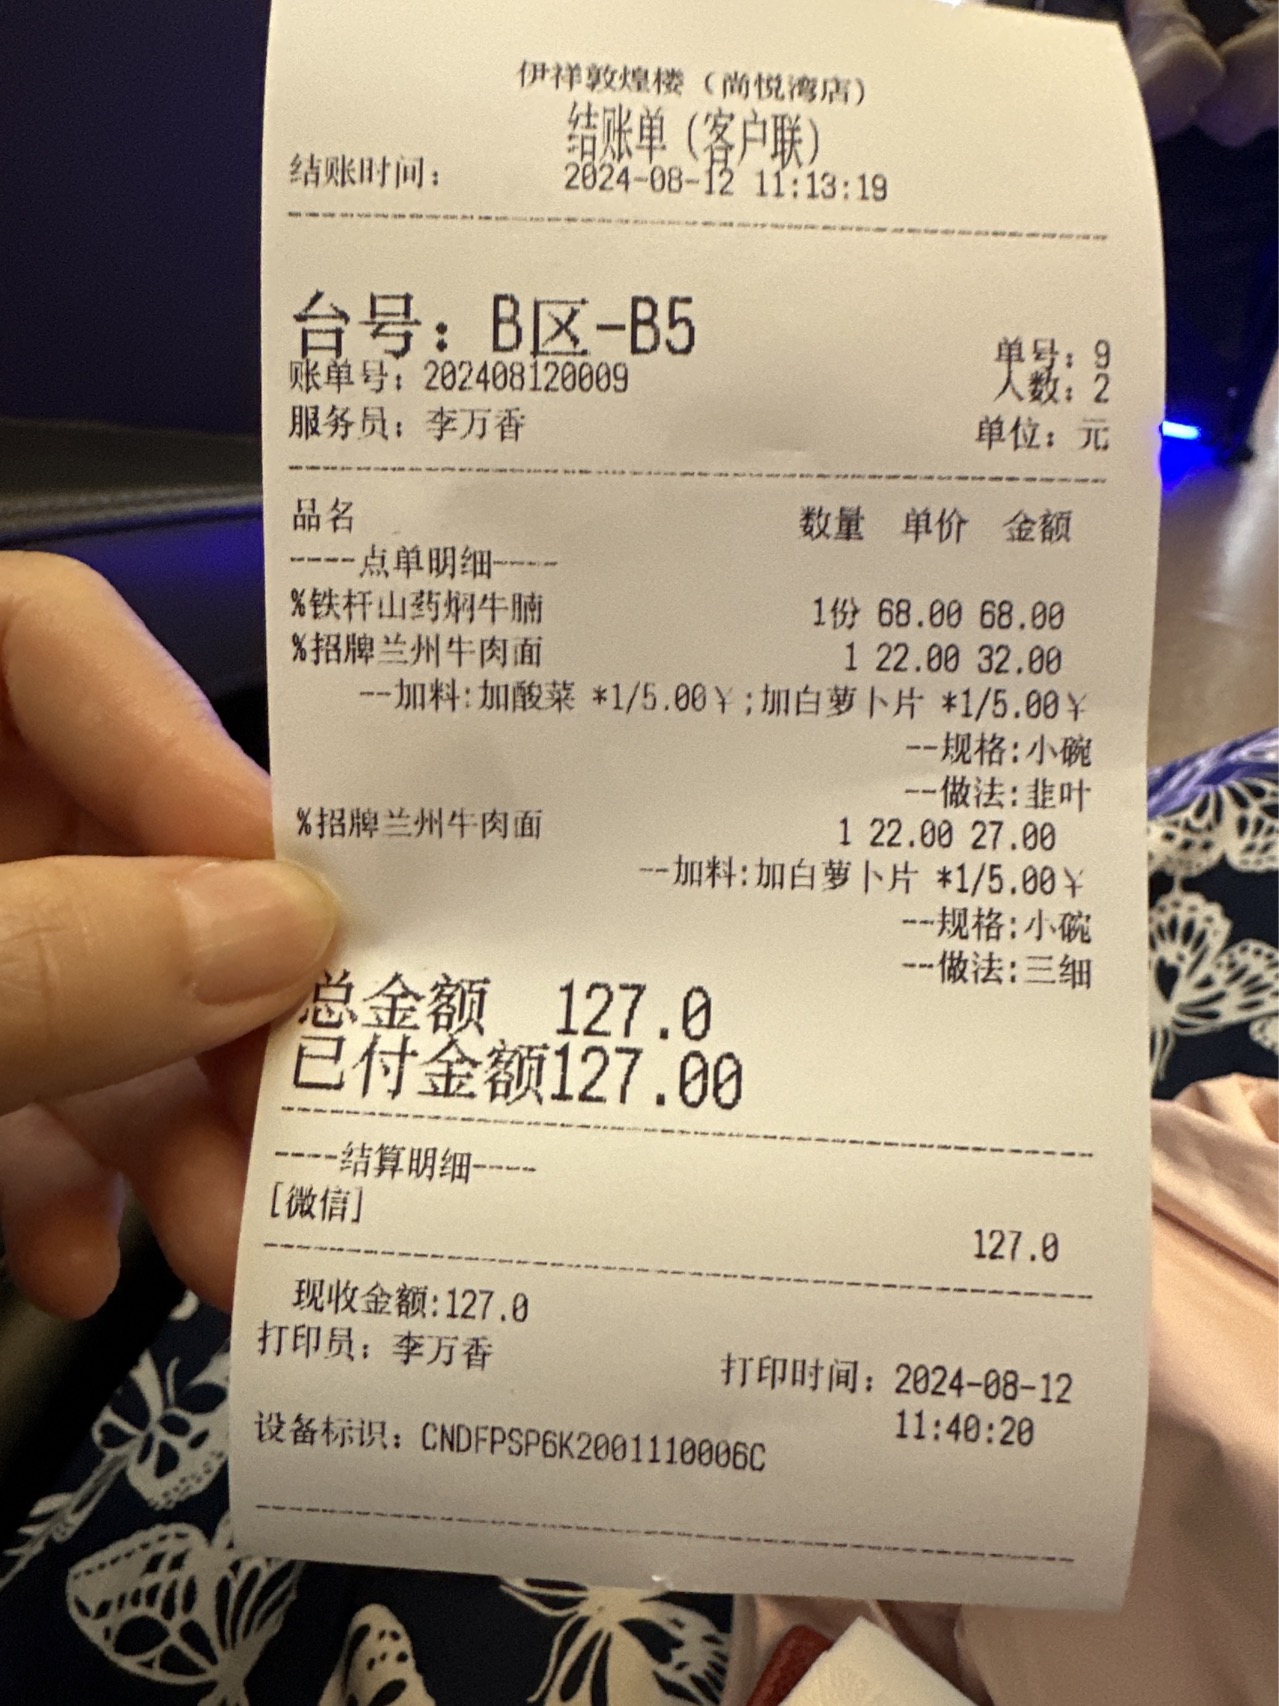 伊祥敦煌楼（尚悦湾店）
结账单（客户联）
结账时间： 2024-08-12 11:13:19
台号：B区-B5
单号：9
账单号：202408120009
人数：2
服务员：李万香
单位：元
品名 数量 单价 金额
----点单明细----
%铁杆山药焖牛腩 1份 68.00 68.00
%招牌兰州牛肉面 1 22.00 32.00
--加料:加酸菜 *1/5.00￥;加白萝卜片 *1/5.00￥
--规格:小碗
--做法:韭叶
%招牌兰州牛肉面 1 22.00 27.00
--加料:加白萝卜片 *1/5.00￥
--规格:小碗
--做法:三细
总金额 127.0
已付金额127.00
----结算明细----
[微信]
127.0
现收金额:127.0
打印员：李万香
打印时间：2024-08-12
11:40:20
设备标识：CNDFPSP6K2001110006C